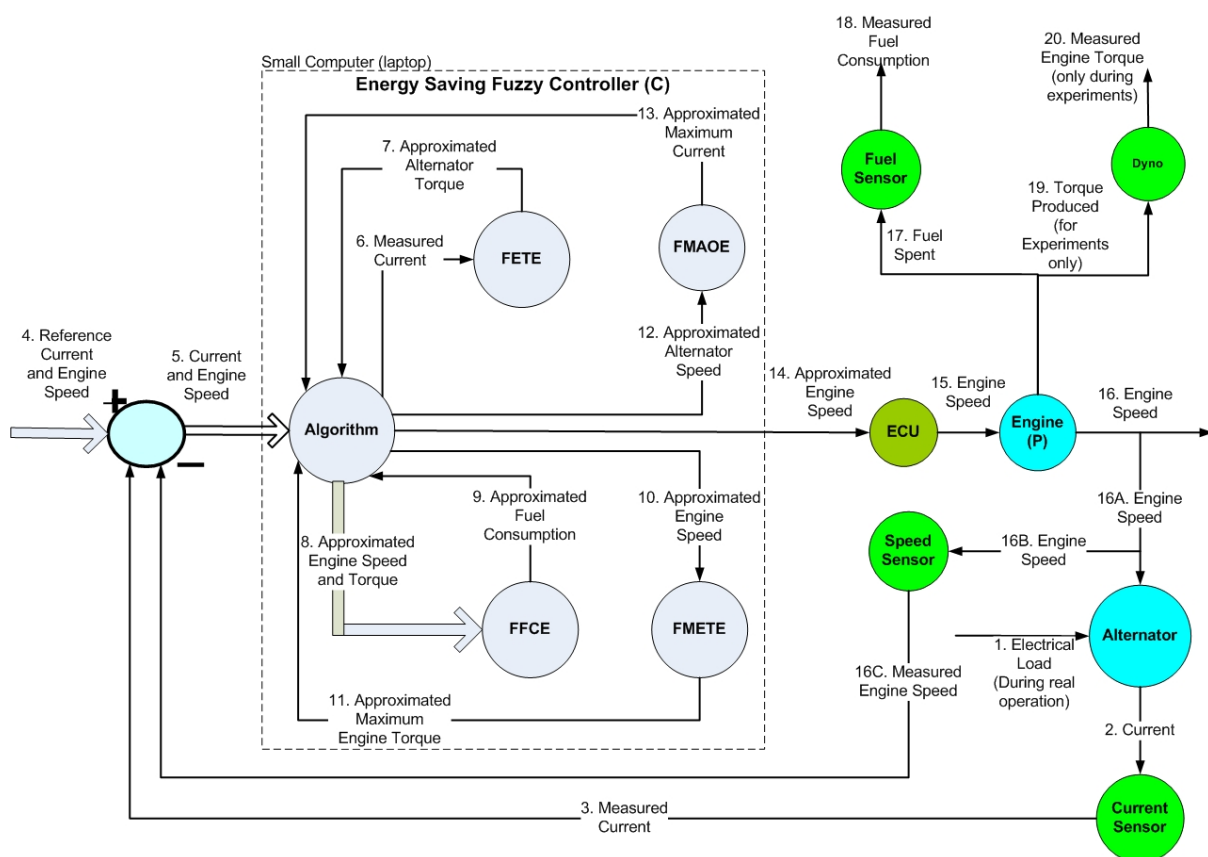 18. Measured
Fuel
Consumption
20. Measured
Engine Torque
(only during
experiments)
Small Computer (laptop)
Energy Saving Fuzzy Controller (C)
13. Approximated
Maximum
Current
7. Approximated
Alternator
Torque
Fuel
Sensor
Dyno
19. Torque
Produced
(for
Experiments
only)
17. Fuel
Spent
6. Measured
Current
FETE
FMAOE
4. Reference
Current
and Engine
Speed
5. Current
and Engine
Speed
12. Approximated
Alternator
Speed
14. Approximated
Engine
Speed
15. Engine
Speed
16. Engine
Speed
+
–
Algorithm
ECU
Engine
(P)
9. Approximated
Fuel
Consumption
10. Approximated
Engine
Speed
16A. Engine
Speed
8. Approximated
Engine Speed
and Torque
Speed
Sensor
16B. Engine
Speed
FFCE
FMETE
Alternator
1. Electrical
Load
(During real
operation)
16C. Measured
Engine Speed
11. Approximated
Maximum
Engine Torque
2. Current
3. Measured
Current
Current
Sensor